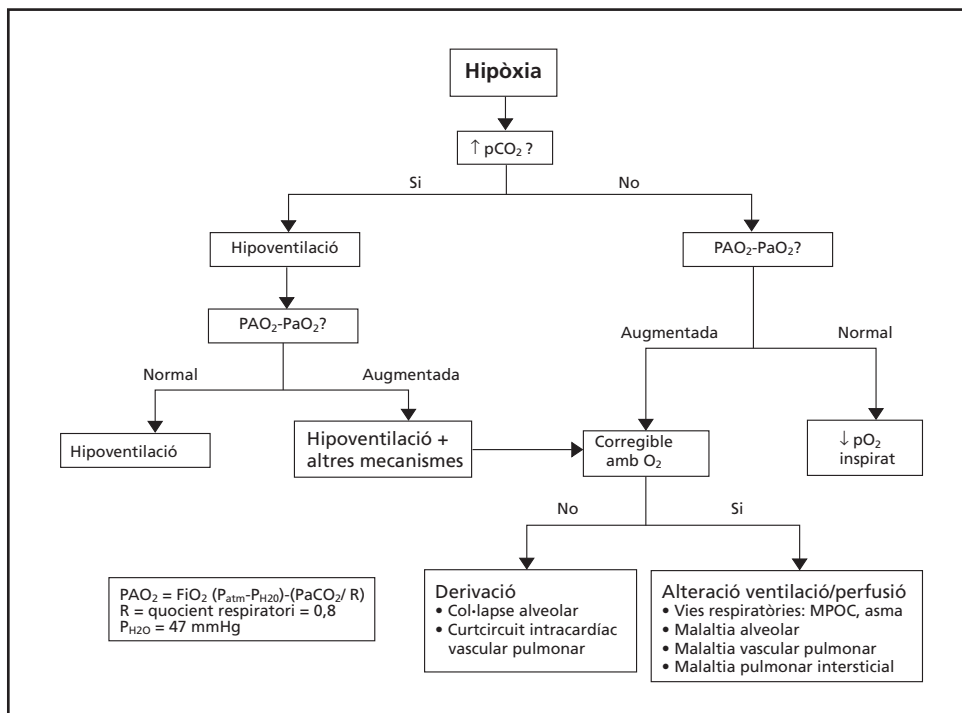 Hipòxia
↑ pCO₂ ?
Si
No
Hipoventilació
PAO₂-PaO₂?
PAO₂-PaO₂?
Augmentada
Normal
Normal
Augmentada
Hipoventilació
Hipoventilació +
altres mecanismes
Corregible
amb O₂
↓ pO₂
inspirat
No
Si
PAO₂ = FiO₂ (Pₐₜₘ-P_H20)-(PaCO₂/ R)
R = quocient respiratori = 0,8
P_H2O = 47 mmHg
Derivació
• Col·lapse alveolar
• Curtcircuit intracardíac
vascular pulmonar
Alteració ventilació/perfusió
• Vies respiratòries: MPOC, asma
• Malaltia alveolar
• Malaltia vascular pulmonar
• Malaltia pulmonar intersticial